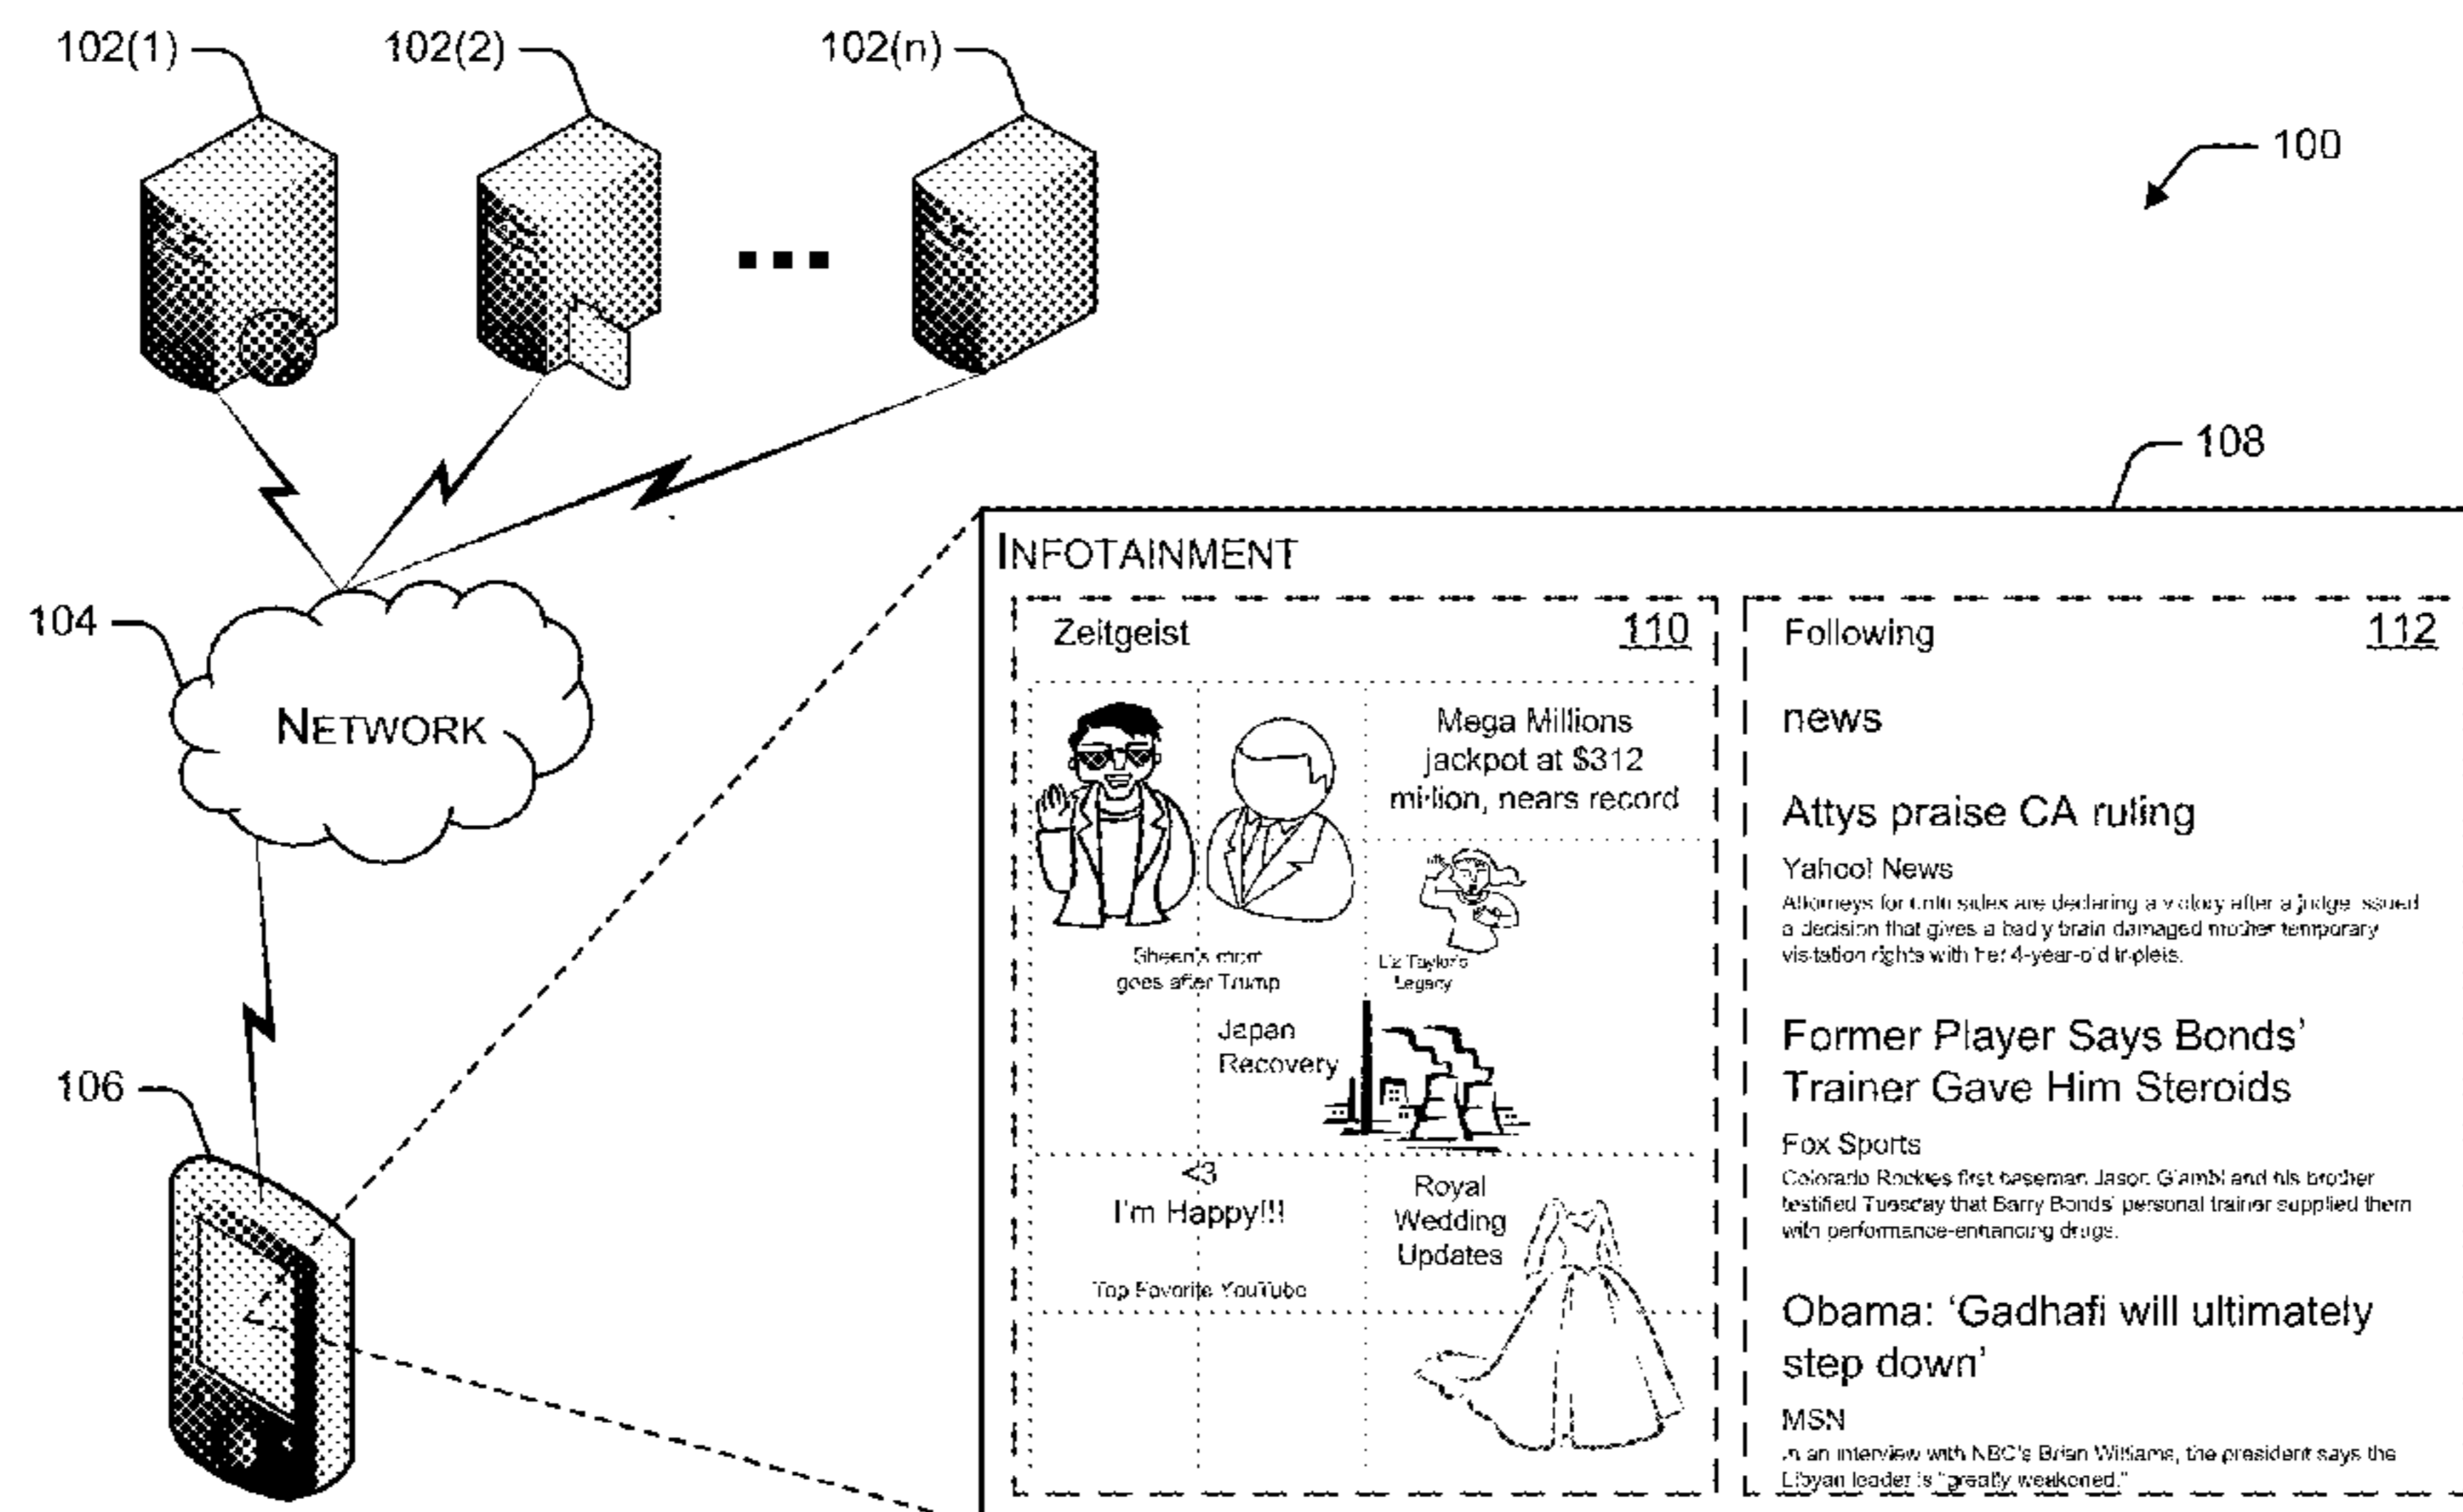 102(1)
102(2)
102(n)
100
108
104
NETWORK
106
INFOTAINMENT
Zeitgeist
110
Mega Millions
jackpot at $312
million, nears record
Sheen's mom
goes after Trump
Liz Taylor's
Legacy
Japan
Recovery
<3
I'm Happy!!!
Top Favorite YouTube
Royal
Wedding
Updates
Following
112
news
Attys praise CA ruling
Yahoo! News
Attorneys for both sides are declaring a victory after a judge issued
a decision that gives a badly brain damaged mother temporary
visitation rights with her 4-year-old triplets.
Former Player Says Bonds'
Trainer Gave Him Steroids
Fox Sports
Colorado Rockies first baseman Jason Giambi and his brother
testified Tuesday that Barry Bonds' personal trainer supplied them
with performance-enhancing drugs.
Obama: 'Gadhafi will ultimately
step down'
MSN
In an interview with NBC's Brian Williams, the president says the
Libyan leader is "greatly weakened."